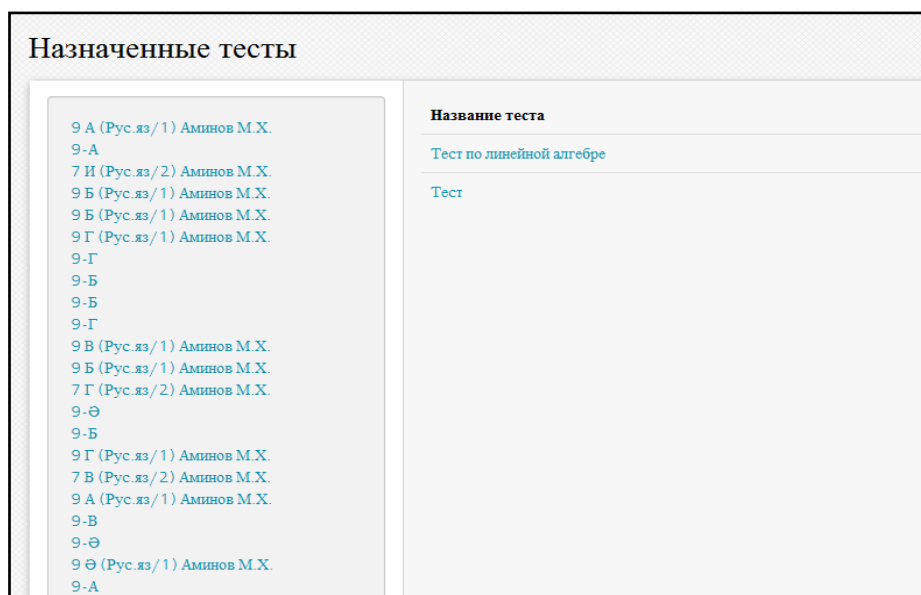 Назначенные тесты
9 А (Рус.яз/1) Аминов М.Х.
9-А
7 И (Рус.яз/2) Аминов М.Х.
9 Б (Рус.яз/1) Аминов М.Х.
9 Б (Рус.яз/1) Аминов М.Х.
9 Г (Рус.яз/1) Аминов М.Х.
9-Г
9-Б
9-Б
9-Г
9 В (Рус.яз/1) Аминов М.Х.
9 Б (Рус.яз/1) Аминов М.Х.
7 Г (Рус.яз/2) Аминов М.Х.
9-Ə
9-Б
9 Г (Рус.яз/1) Аминов М.Х.
7 В (Рус.яз/2) Аминов М.Х.
9 А (Рус.яз/1) Аминов М.Х.
9-В
9-Ə
9 Ə (Рус.яз/1) Аминов М.Х.
9-А
Название теста
Тест по линейной алгебре
Тест